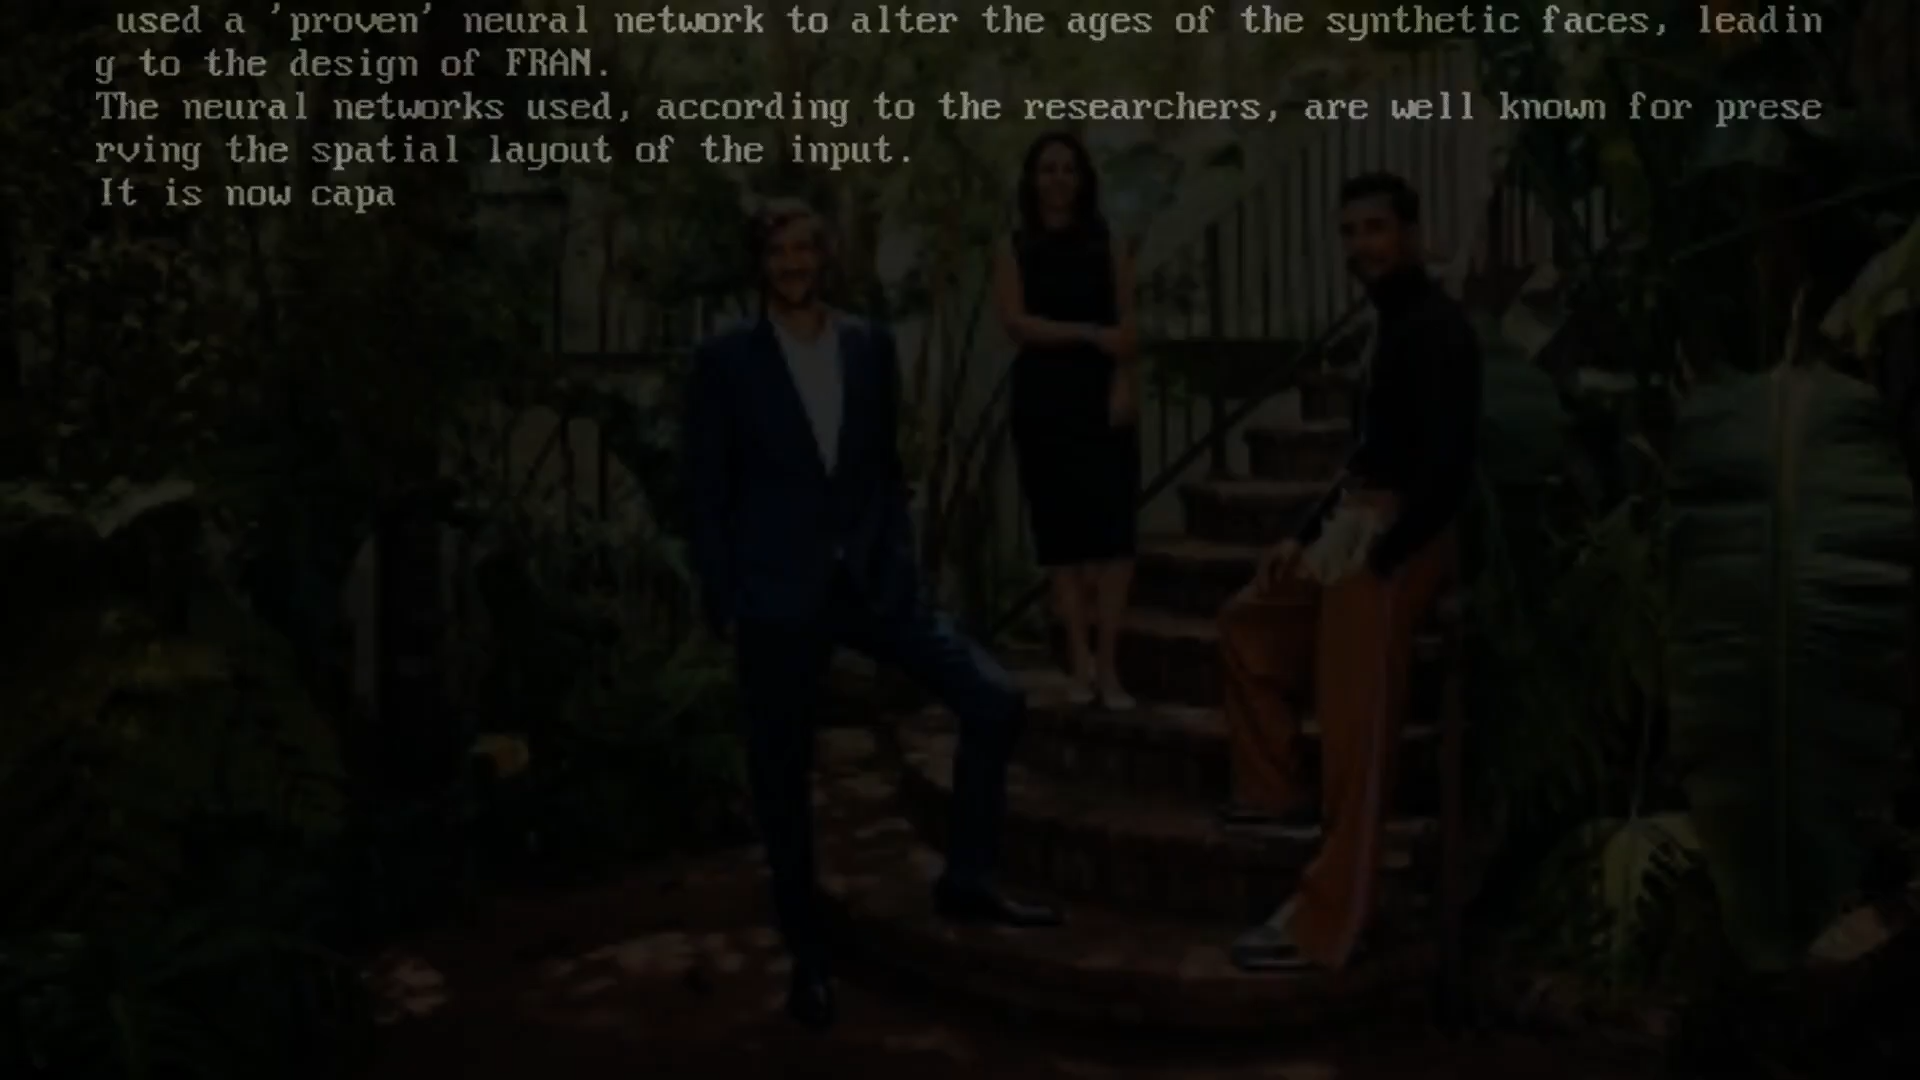 used a 'proven' neural network to alter the ages of the synthetic faces, leadin
g to the design of FRAN.
The neural networks used, according to the researchers, are well known for prese
rving the spatial layout of the input.
It is now capa